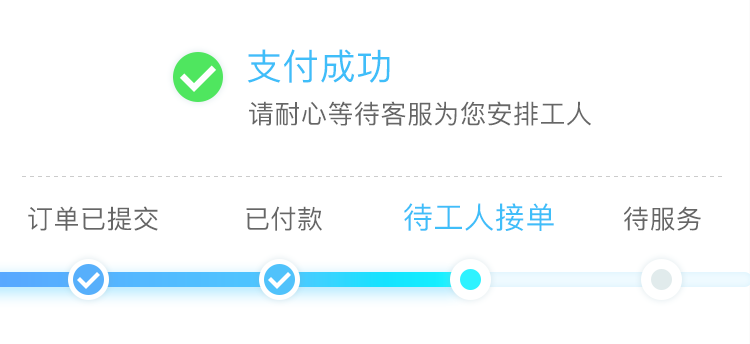 支付成功
请耐心等待客服为您安排工人
订单已提交
已付款
待工人接单
待服务